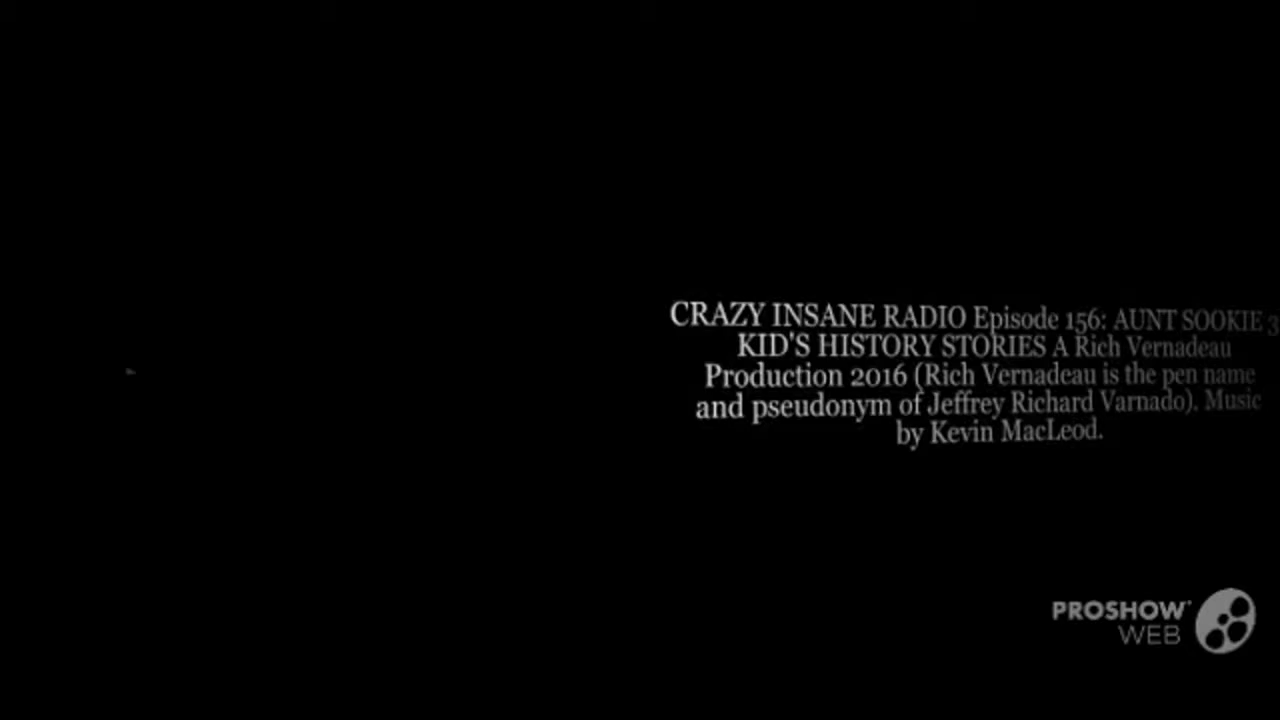 CRAZY INSANE RADIO Episode 156: AUNT SOOKIE 3
KID'S HISTORY STORIES A Rich Vernadeau
Production 2016 (Rich Vernadeau is the pen name
and pseudonym of Jeffrey Richard Varnado). Music
by Kevin MacLeod.
PROSHOW
WEB